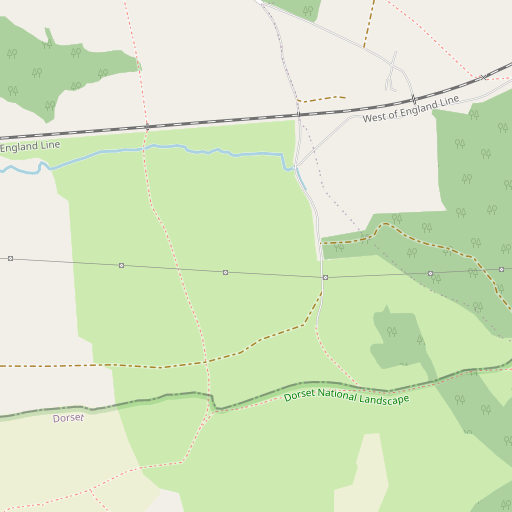 West of England Line
England Line
Dorset National Landscape
Dorset